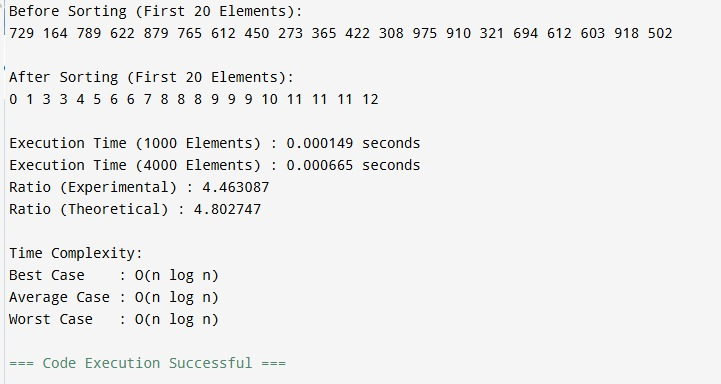 Before Sorting (First 20 Elements):
729 164 789 622 879 765 612 450 273 365 422 308 975 910 321 694 612 603 918 502
After Sorting (First 20 Elements):
0 1 3 3 4 5 6 6 7 8 8 8 9 9 9 10 11 11 11 12
Execution Time (1000 Elements) : 0.000149 seconds
Execution Time (4000 Elements) : 0.000665 seconds
Ratio (Experimental) : 4.463087
Ratio (Theoretical) : 4.802747
Time Complexity:
Best Case    : O(n log n)
Average Case : O(n log n)
Worst Case   : O(n log n)
=== Code Execution Successful ===